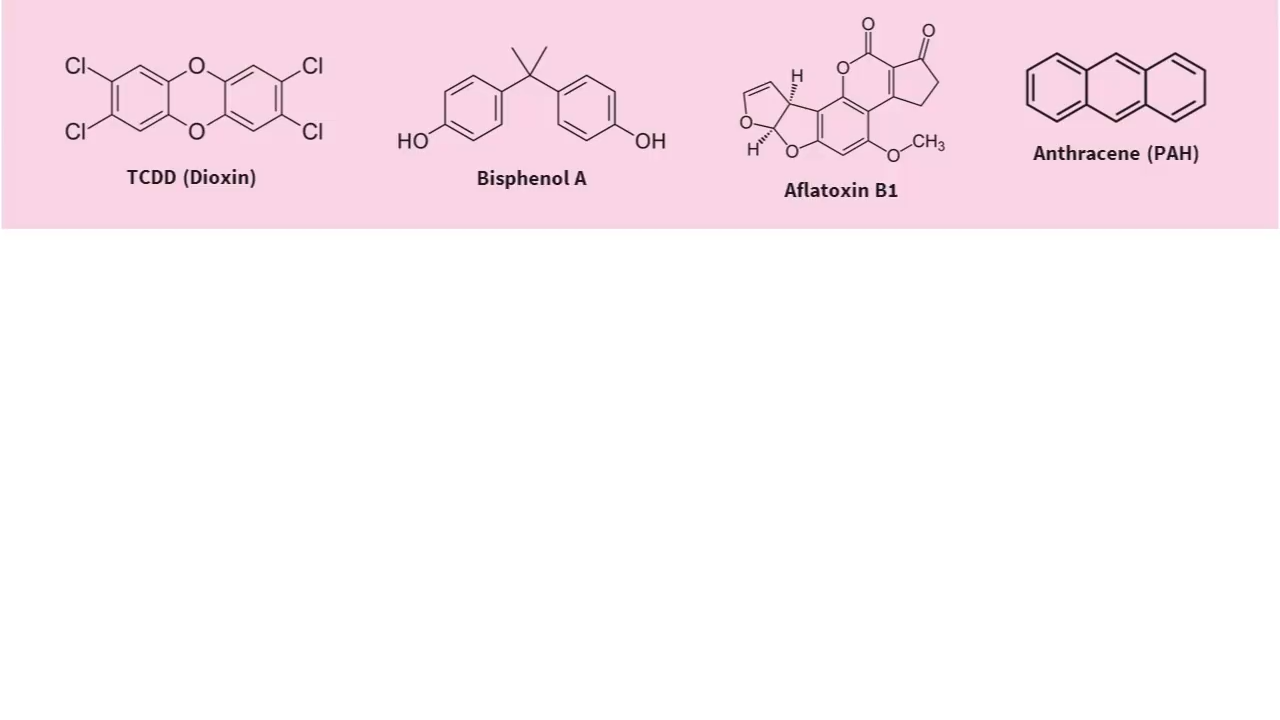 Cl
Cl
O
O
Cl
Cl
TCDD (Dioxin)
HO
OH
Bisphenol A
O
O
O
H
O
H
O
O
CH3
Aflatoxin B1
Anthracene (PAH)